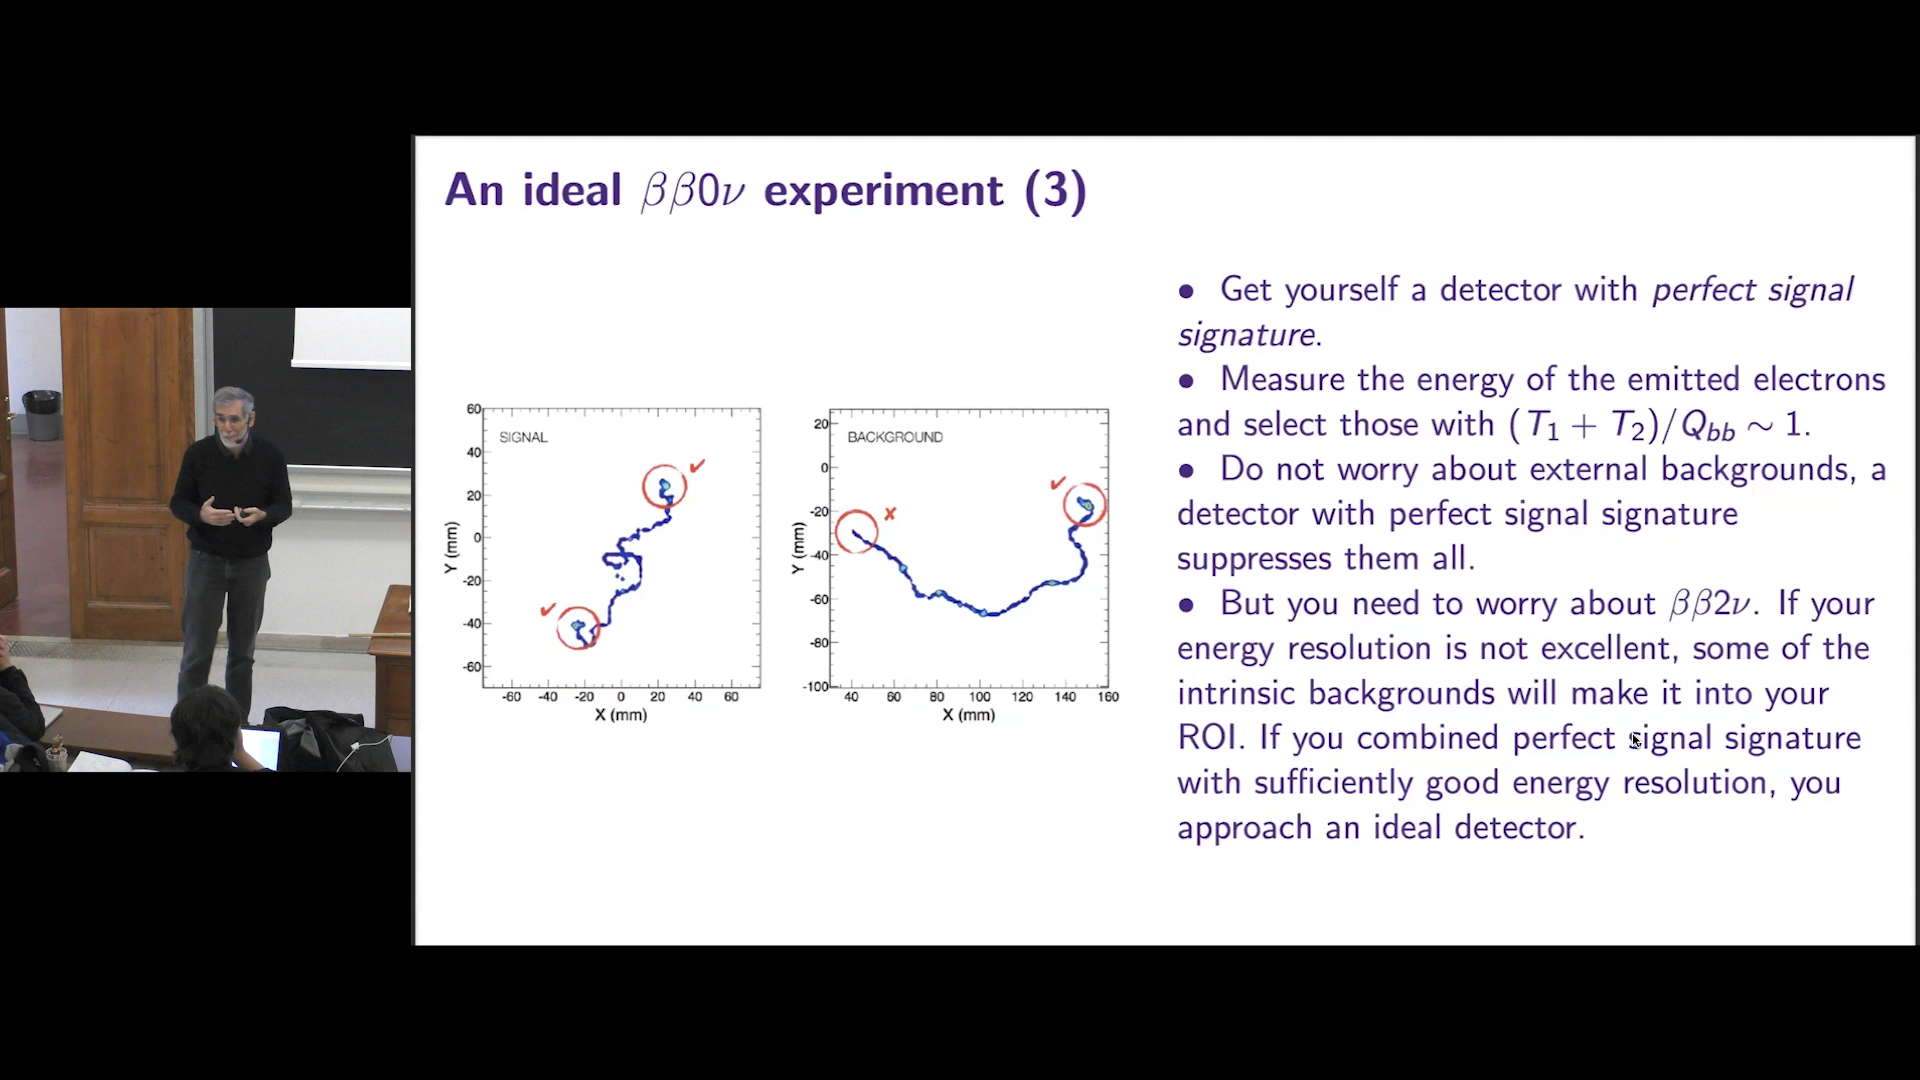 An ideal ββ0ν experiment (3)
SIGNAL
60
40
20
0
-20
-40
-60
Y (mm)
-60 -40 -20 0 20 40 60
X (mm)
BACKGROUND
20
0
-20
-40
-60
-80
-100
Y (mm)
40 60 80 100 120 140 160
X (mm)
• Get yourself a detector with perfect signal
signature.
• Measure the energy of the emitted electrons
and select those with (T₁ + T₂)/Qbb ∼ 1.
• Do not worry about external backgrounds, a
detector with perfect signal signature
suppresses them all.
• But you need to worry about ββ2ν. If your
energy resolution is not excellent, some of the
intrinsic backgrounds will make it into your
ROI. If you combined perfect signal signature
with sufficiently good energy resolution, you
approach an ideal detector.